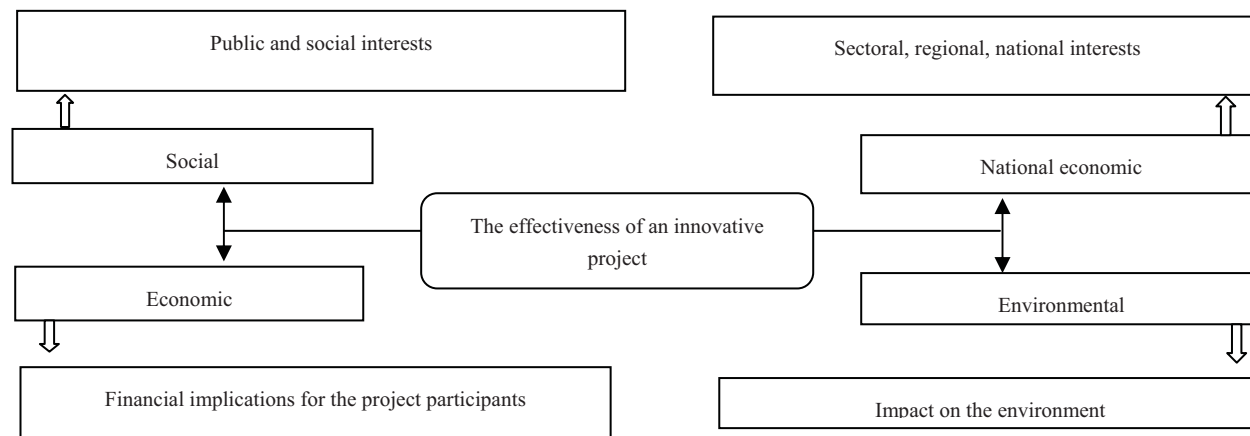 Public and social interests
Sectoral, regional, national interests
Social
National economic
The effectiveness of an innovative
project
Economic
Environmental
Financial implications for the project participants
Impact on the environment